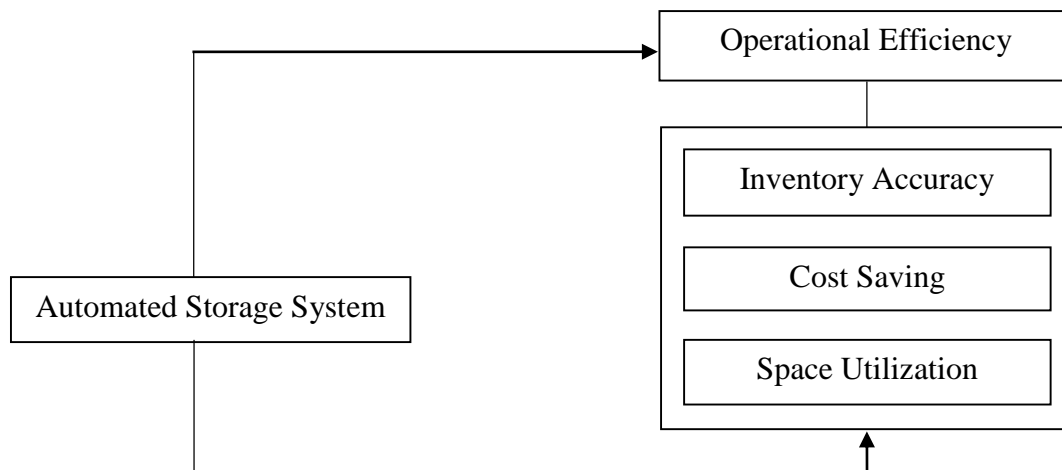 Operational Efficiency
Inventory Accuracy
Cost Saving
Automated Storage System
Space Utilization